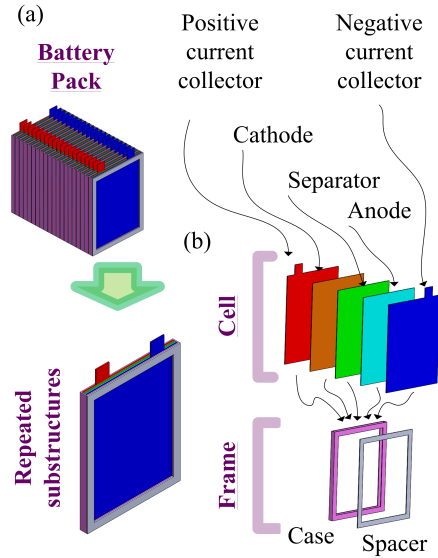 (a)
Battery
Pack
Positive
current
collector
Negative
current
collector
Cathode
Separator
Anode
(b)
Cell
Repeated
substructures
Frame
Case
Spacer